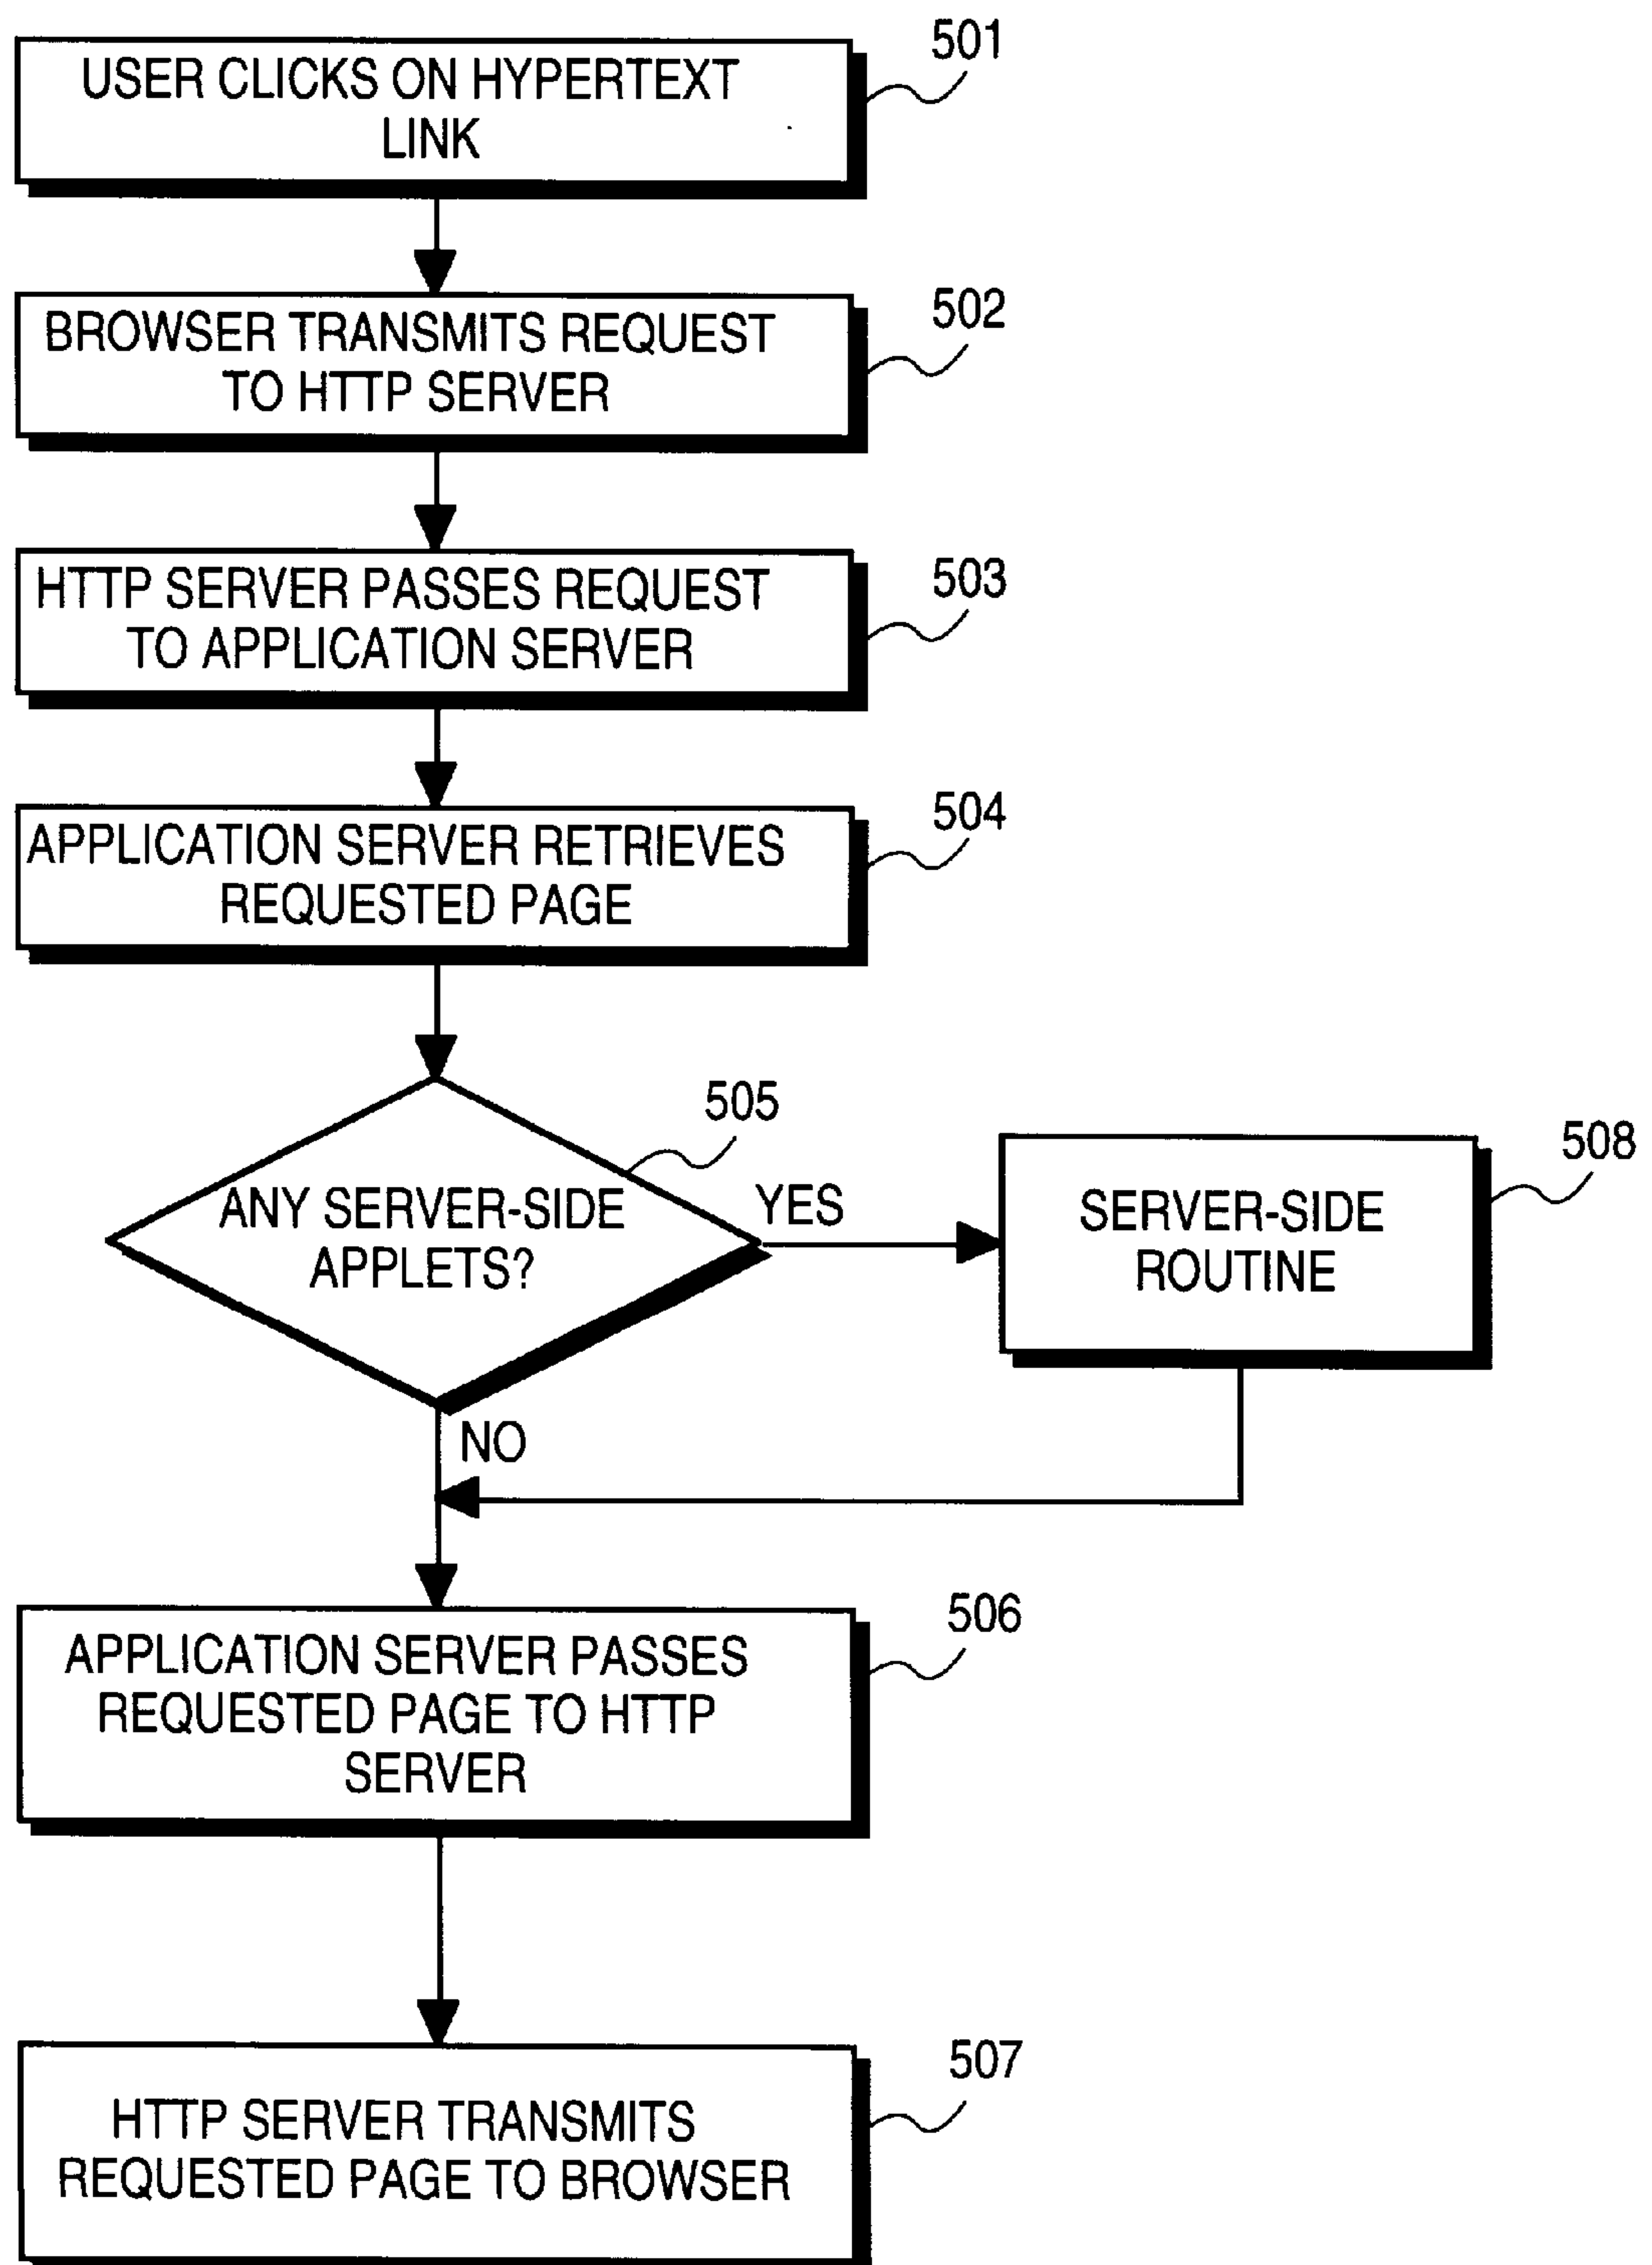 USER CLICKS ON HYPERTEXT
LINK
501
BROWSER TRANSMITS REQUEST
TO HTTP SERVER
502
HTTP SERVER PASSES REQUEST
TO APPLICATION SERVER
503
APPLICATION SERVER RETRIEVES
REQUESTED PAGE
504
ANY SERVER-SIDE
APPLETS?
505
YES
SERVER-SIDE
ROUTINE
508
NO
APPLICATION SERVER PASSES
REQUESTED PAGE TO HTTP
SERVER
506
HTTP SERVER TRANSMITS
REQUESTED PAGE TO BROWSER
507